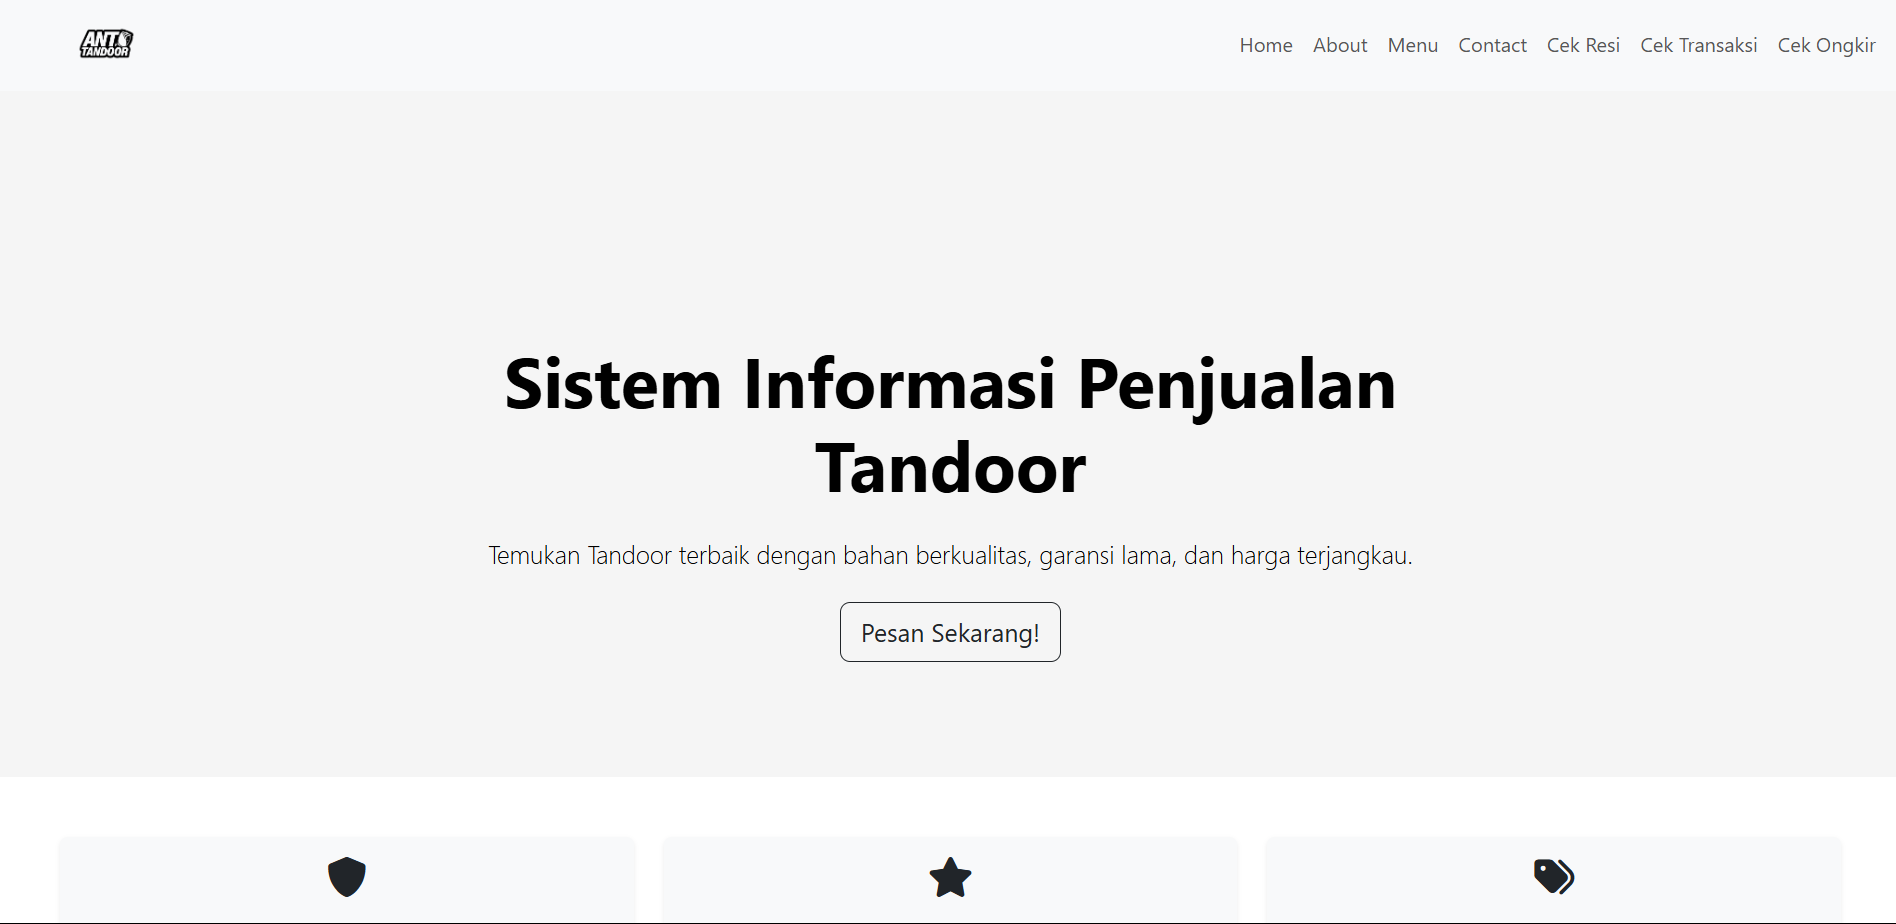 ANTO
TANDOOR
Home About Menu Contact Cek Resi Cek Transaksi Cek Ongkir
Sistem Informasi Penjualan
Tandoor
Temukan Tandoor terbaik dengan bahan berkualitas, garansi lama, dan harga terjangkau.
Pesan Sekarang!